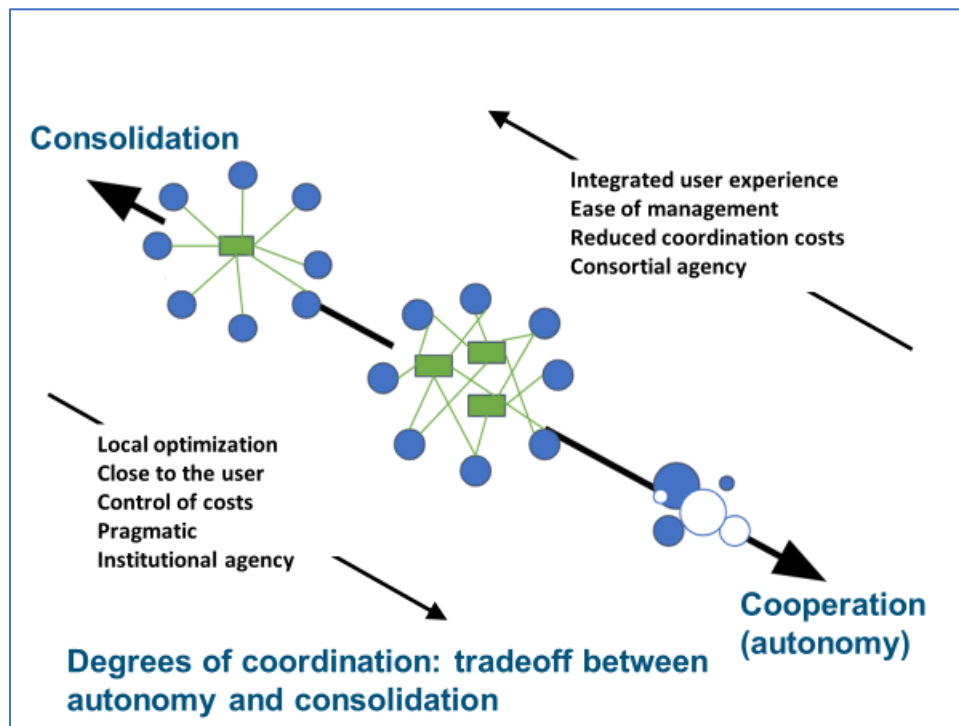 Consolidation
Integrated user experience
Ease of management
Reduced coordination costs
Consortial agency
Local optimization
Close to the user
Control of costs
Pragmatic
Institutional agency
Cooperation
(autonomy)
Degrees of coordination: tradeoff between
autonomy and consolidation